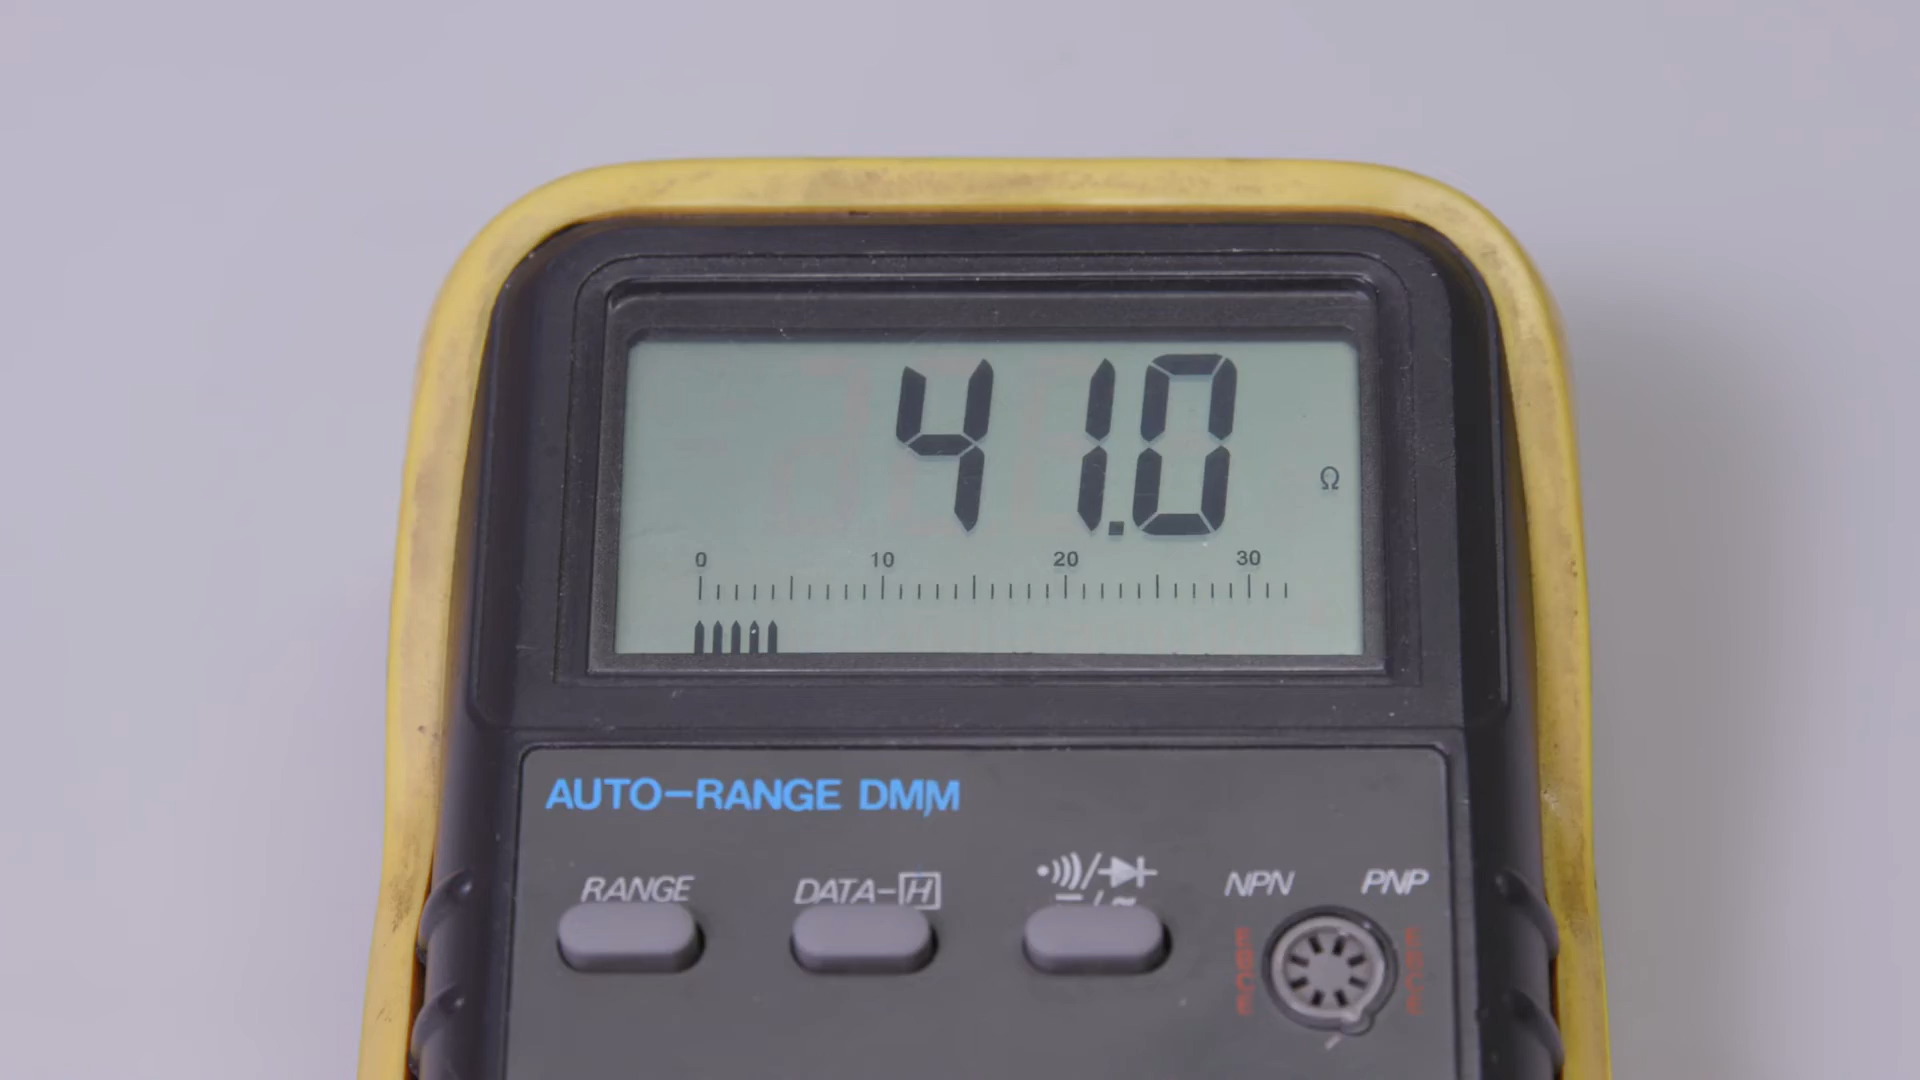 41.0
Ω
0 10 20 30
AUTO-RANGE DMM
RANGE DATA-H NPN PNP